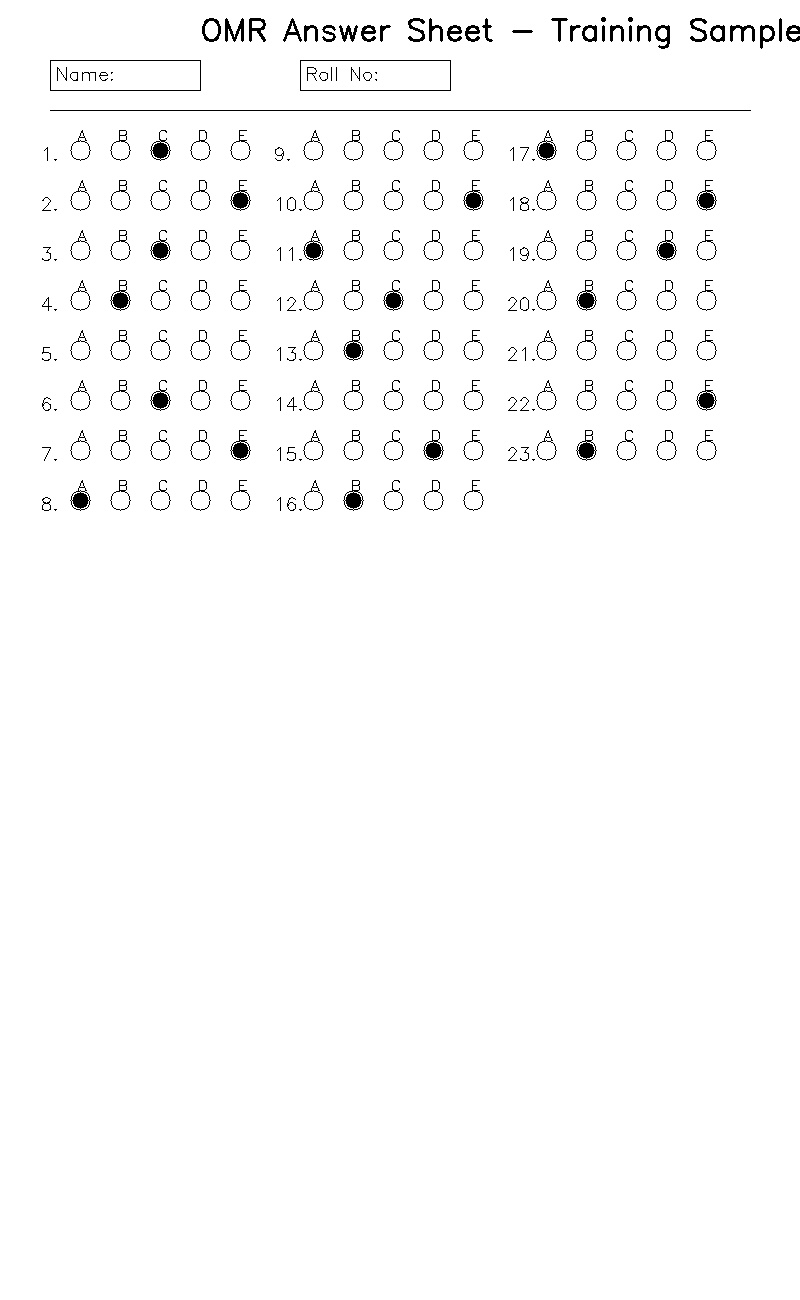 OMR Answer Sheet - Training Sample
Name: Roll No:
A B C D E A B C D E A B C D E
1. 9. 17.
A B C D E A B C D E A B C D E
2. 10. 18.
A B C D E A B C D E A B C D E
3. 11. 19.
A B C D E A B C D E A B C D E
4. 12. 20.
A B C D E A B C D E A B C D E
5. 13. 21.
A B C D E A B C D E A B C D E
6. 14. 22.
A B C D E A B C D E A B C D E
7. 15. 23.
A B C D E A B C D E
8. 16.